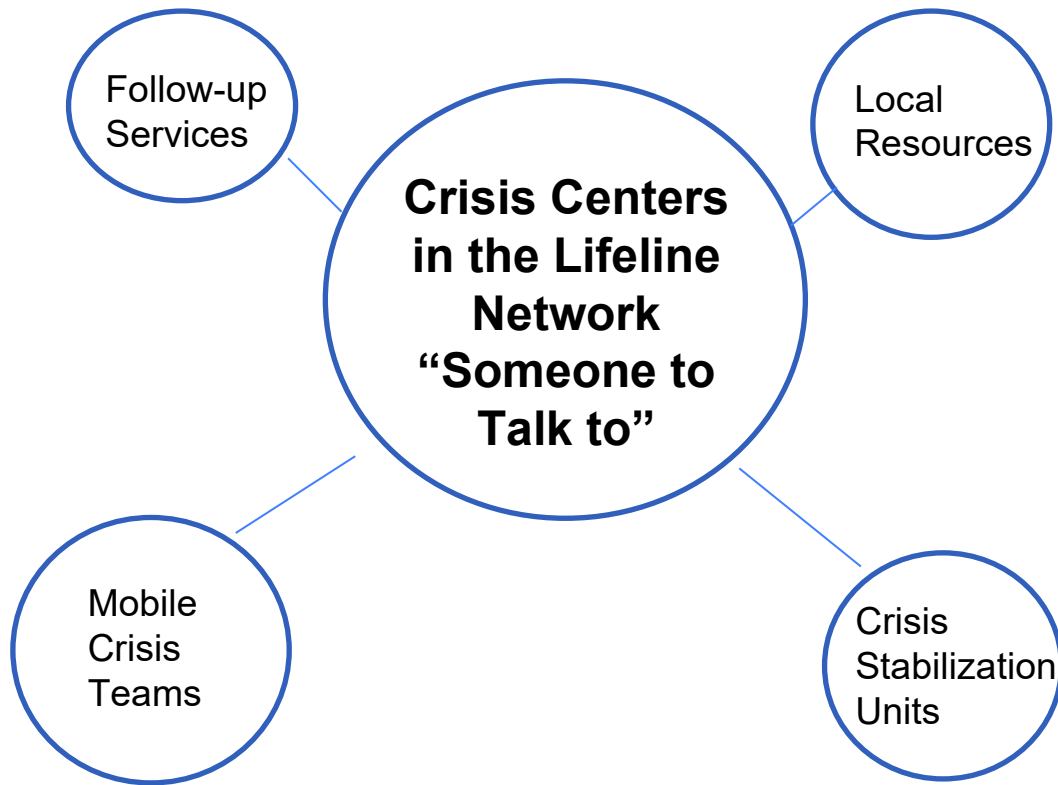 Follow-up
Services
Local
Resources
Crisis Centers
in the Lifeline
Network
“Someone to
Talk to”
Mobile
Crisis
Teams
Crisis
Stabilization
Units